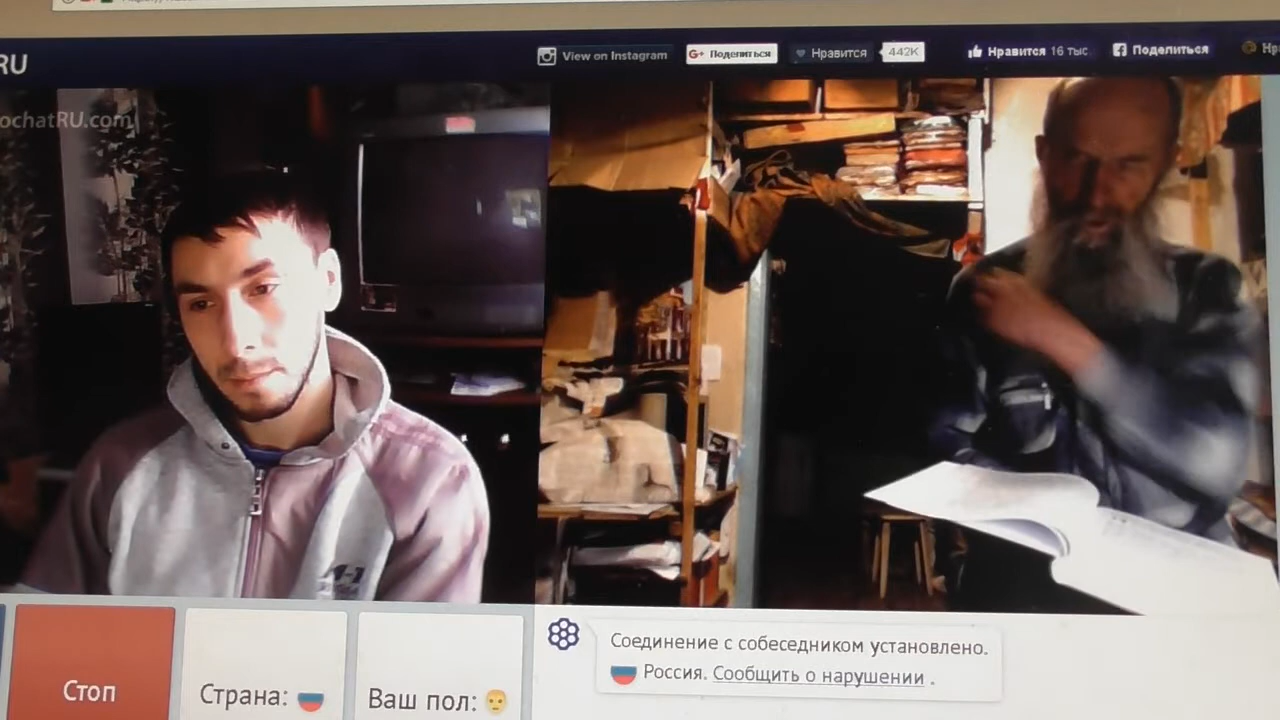 RU
View on Instagram
G+ Поделиться
Нравится
442K
Нравится 16 тыс.
Поделиться
ochatRU.com
Стоп
Страна:
Ваш пол:
Соединение с собеседником установлено.
Россия. Сообщить о нарушении .